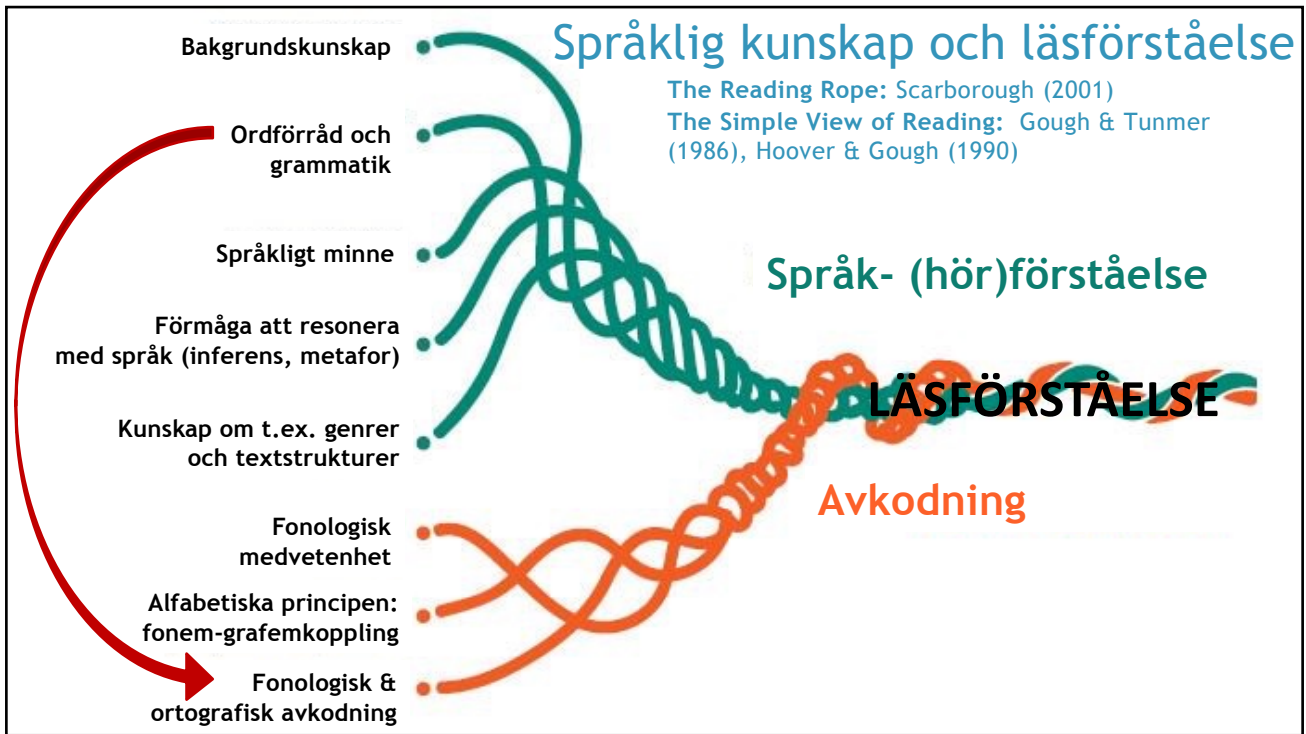 Språklig kunskap och läsförståelse
The Reading Rope: Scarborough (2001)
The Simple View of Reading: Gough & Tunmer
(1986), Hoover & Gough (1990)
Bakgrundskunskap
Ordförråd och
grammatik
Språkligt minne
Förmåga att resonera
med språk (inferens, metafor)
Kunskap om t.ex. genrer
och textstrukturer
Fonologisk
medvetenhet
Alfabetiska principen:
fonem-grafemkoppling
Fonologisk &
ortografisk avkodning
Språk- (hör)förståelse
LÄSFÖRSTÅELSE
Avkodning